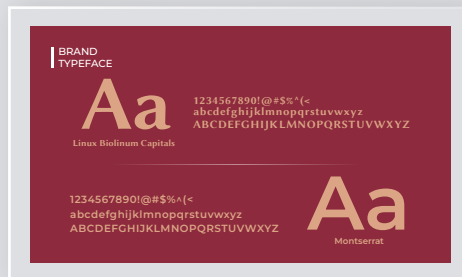 BRAND
TYPEFACE
Aa
Linux Biolinum Capitals
1234567890!@#$%^(<
abcdefghijklmnopqrstuvwxyz
ABCDEFGHIJKLMNOPQRSTUVWXYZ
1234567890!@#$%^(<
abcdefghijklmnopqrstuvwxyz
ABCDEFGHIJKLMNOPQRSTUVWXYZ
Aa
Montserrat